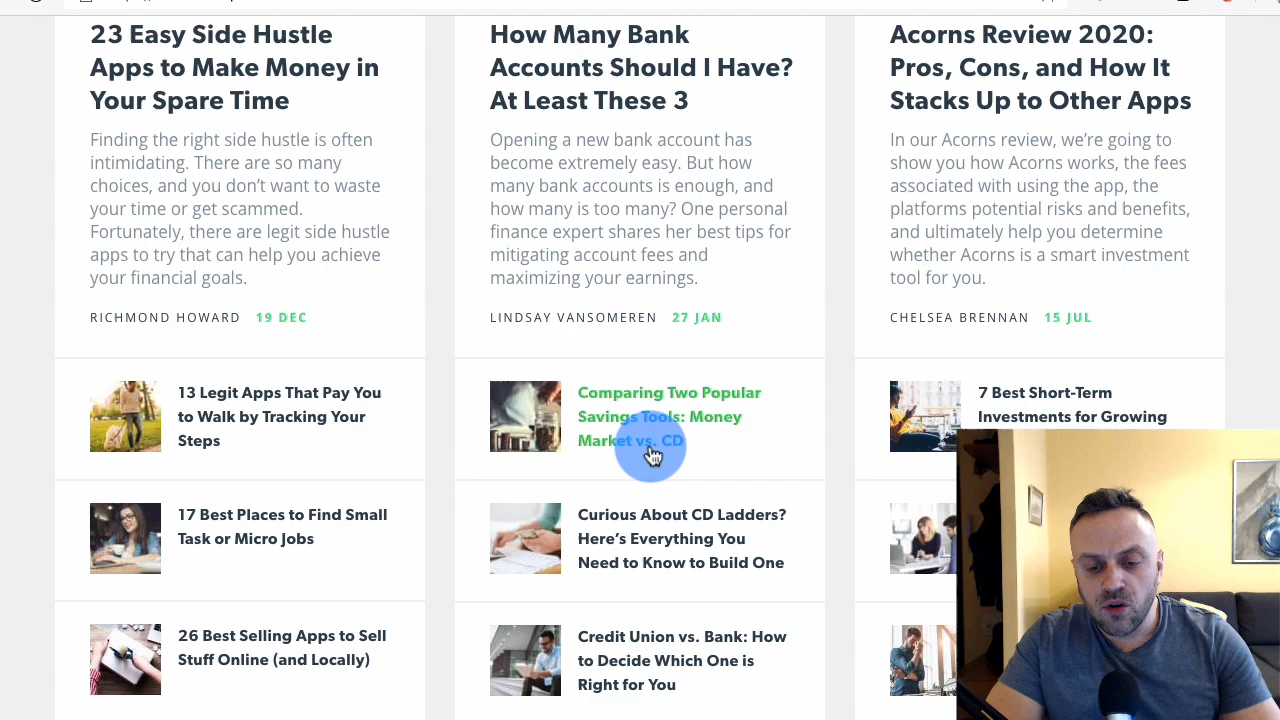 23 Easy Side Hustle
Apps to Make Money in
Your Spare Time
Finding the right side hustle is often
intimidating. There are so many
choices, and you don’t want to waste
your time or get scammed.
Fortunately, there are legit side hustle
apps to try that can help you achieve
your financial goals.
RICHMOND HOWARD 19 DEC
13 Legit Apps That Pay You
to Walk by Tracking Your
Steps
17 Best Places to Find Small
Task or Micro Jobs
26 Best Selling Apps to Sell
Stuff Online (and Locally)
How Many Bank
Accounts Should I Have?
At Least These 3
Opening a new bank account has
become extremely easy. But how
many bank accounts is enough, and
how many is too many? One personal
finance expert shares her best tips for
mitigating account fees and
maximizing your earnings.
LINDSAY VANSOMEREN 27 JAN
Comparing Two Popular
Savings Tools: Money
Market vs. CD
Curious About CD Ladders?
Here’s Everything You
Need to Know to Build One
Credit Union vs. Bank: How
to Decide Which One is
Right for You
Acorns Review 2020:
Pros, Cons, and How It
Stacks Up to Other Apps
In our Acorns review, we’re going to
show you how Acorns works, the fees
associated with using the app, the
platforms potential risks and benefits,
and ultimately help you determine
whether Acorns is a smart investment
tool for you.
CHELSEA BRENNAN 15 JUL
7 Best Short-Term
Investments for Growing